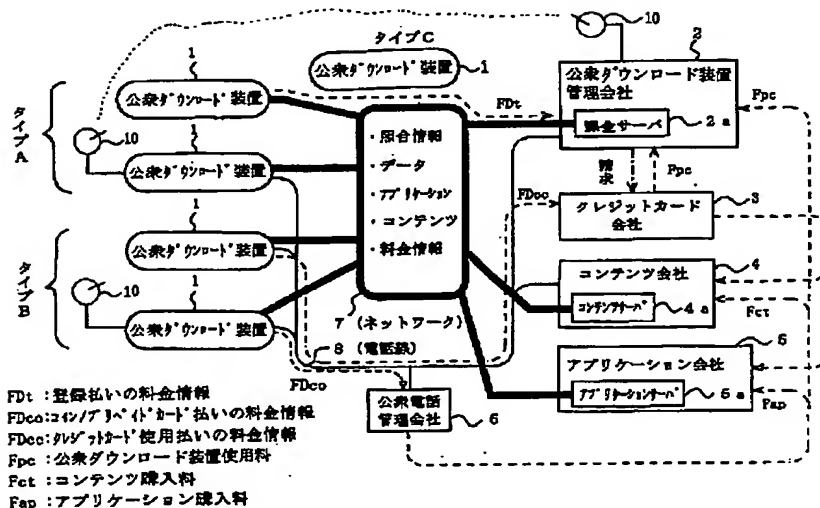 タイプC
公衆ダウンロード装置
1
10
2
公衆ダウンロード装置
管理会社
課金サーバ
2a
Fpc
FDt
タイプA
1
公衆ダウンロード装置
10
1
公衆ダウンロード装置
・照合情報
・データ
・アプリケーション
・コンテンツ
・料金情報
請求
Fpc
FDcc
クレジットカード
会社
3
タイプB
1
公衆ダウンロード装置
10
1
公衆ダウンロード装置
コンテンツ会社
4
コンテンツサーバ
4a
Fct
7 (ネットワーク)
8 (電話線)
アプリケーション会社
5
アプリケーションサーバ
5a
Fap
FDco
公衆電話
管理会社
6
FDt :登録払いの料金情報
FDco:コイン/プリペイドカード払いの料金情報
FDcc:クレジットカード使用払いの料金情報
Fpc :公衆ダウンロード装置使用料
Fct :コンテンツ購入料
Fap :アプリケーション購入料